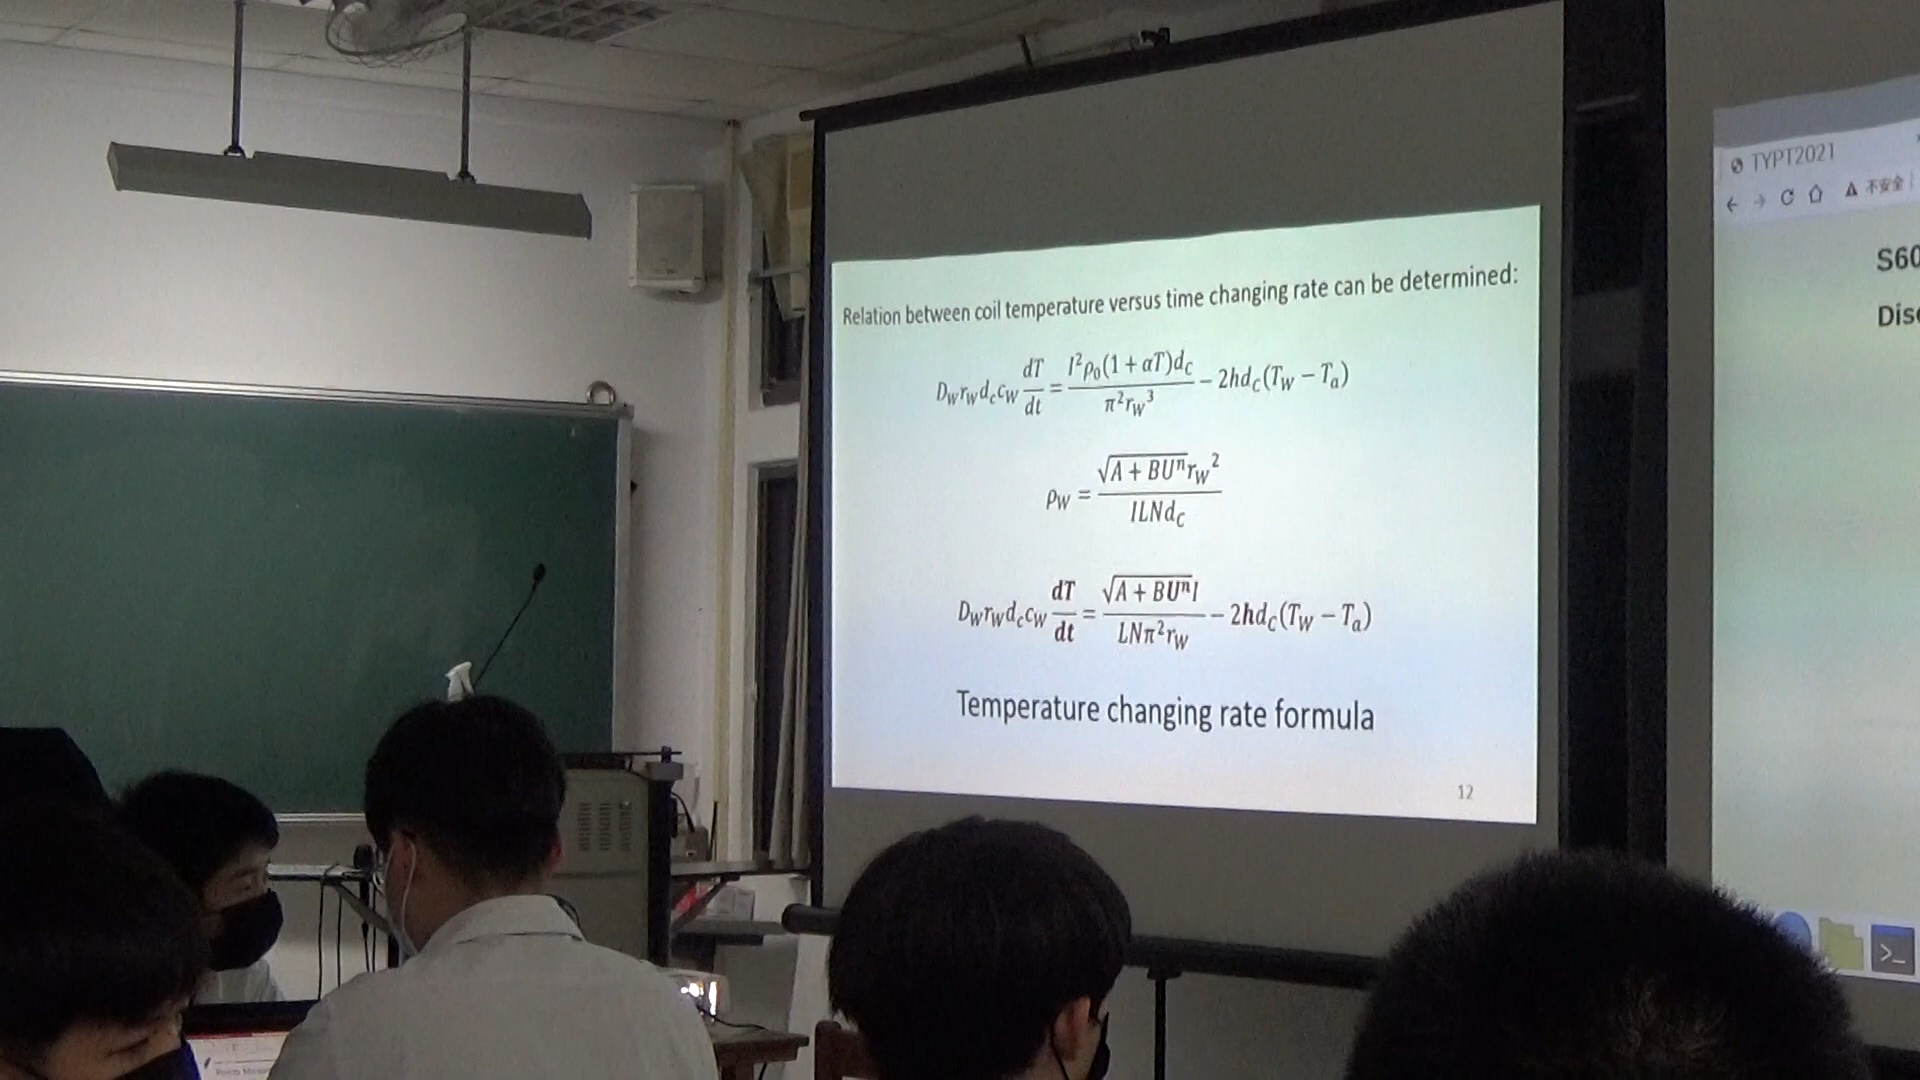 Relation between coil temperature versus time changing rate can be determined:
D_W r_W d_c c_W dT/dt = I²ρ₀(1 + αT)d_C / π²r_W³ − 2hd_C(T_W − T_a)
ρ_W = √(A + BUⁿ) r_W² / ILNd_C
D_W r_W d_c c_W dT/dt = √(A + BUⁿ) I / LNπ²r_W − 2hd_C(T_W − T_a)
Temperature changing rate formula
12
TYPT2021
不安全
S60
Disc
>_